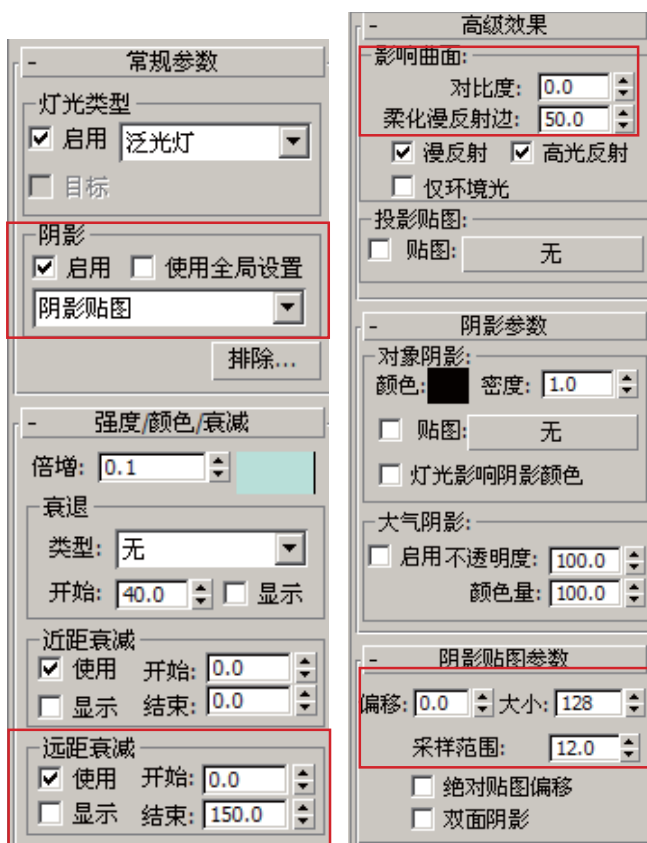 - 常规参数
灯光类型
启用 泛光灯
目标
阴影
启用 使用全局设置
阴影贴图
排除...
- 强度/颜色/衰减
倍增: 0.1
衰退
类型: 无
开始: 40.0 显示
近距衰减
使用 开始: 0.0
显示 结束: 0.0
远距衰减
使用 开始: 0.0
显示 结束: 150.0
- 高级效果
影响曲面:
对比度: 0.0
柔化漫反射边: 50.0
漫反射 高光反射
仅环境光
投影贴图:
贴图: 无
- 阴影参数
对象阴影:
颜色: 密度: 1.0
贴图: 无
灯光影响阴影颜色
大气阴影:
启用 不透明度: 100.0
颜色量: 100.0
- 阴影贴图参数
偏移: 0.0 大小: 128
采样范围: 12.0
绝对贴图偏移
双面阴影